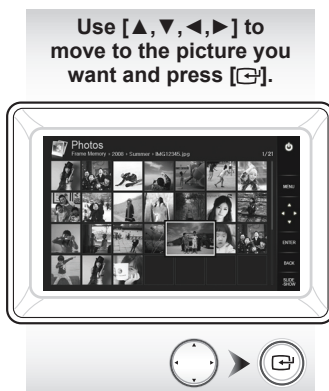 Use [▲,▼,◄,►] to
move to the picture you
want and press [⏎].
Photos
Frame Memory > 2008 > Summer > IMG12345.jpg
1/21
MENU
ENTER
BACK
SLIDE
SHOW